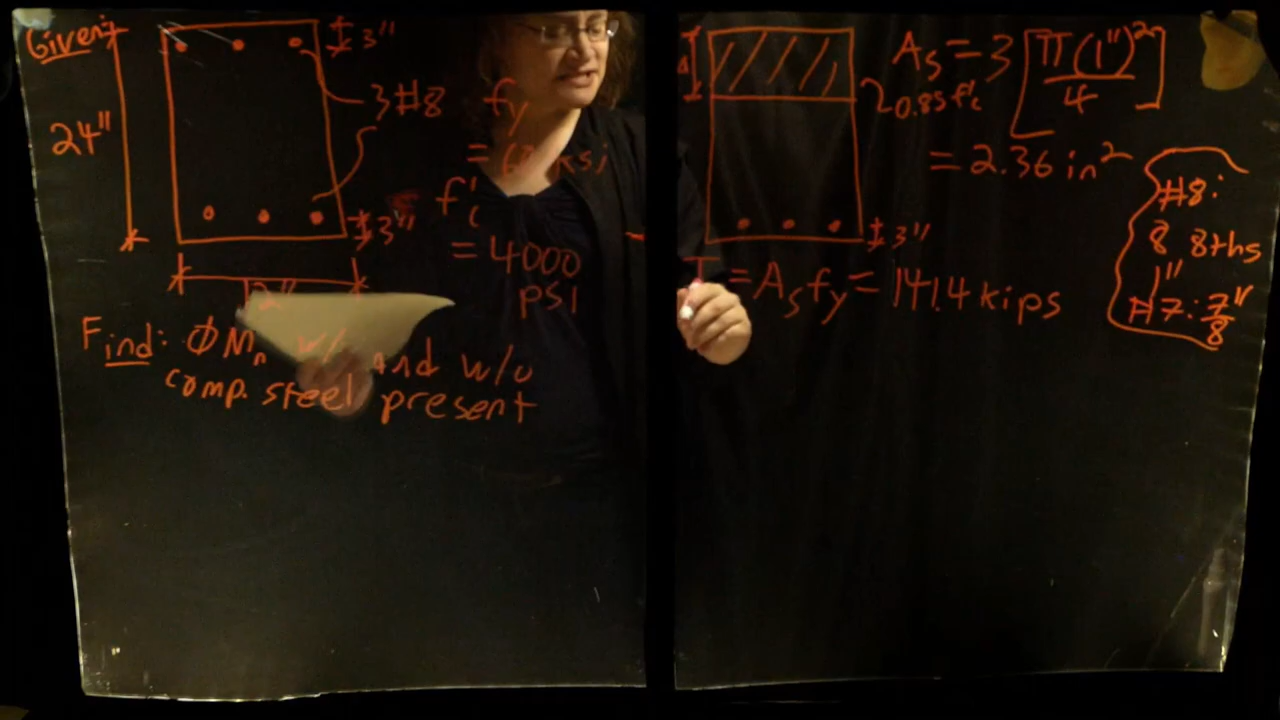 Given:
3"
24"
3#8
fy
= ksi
f'c
= 4000
psi
3"
Find: ΦMn and w/o
comp. steel present
0.85f'c
3"
As = 3 [π(1")²/4]
= 2.36 in²
= Asfy = 141.4 kips
#8:
8 8ths
1"
#7: 7"/8